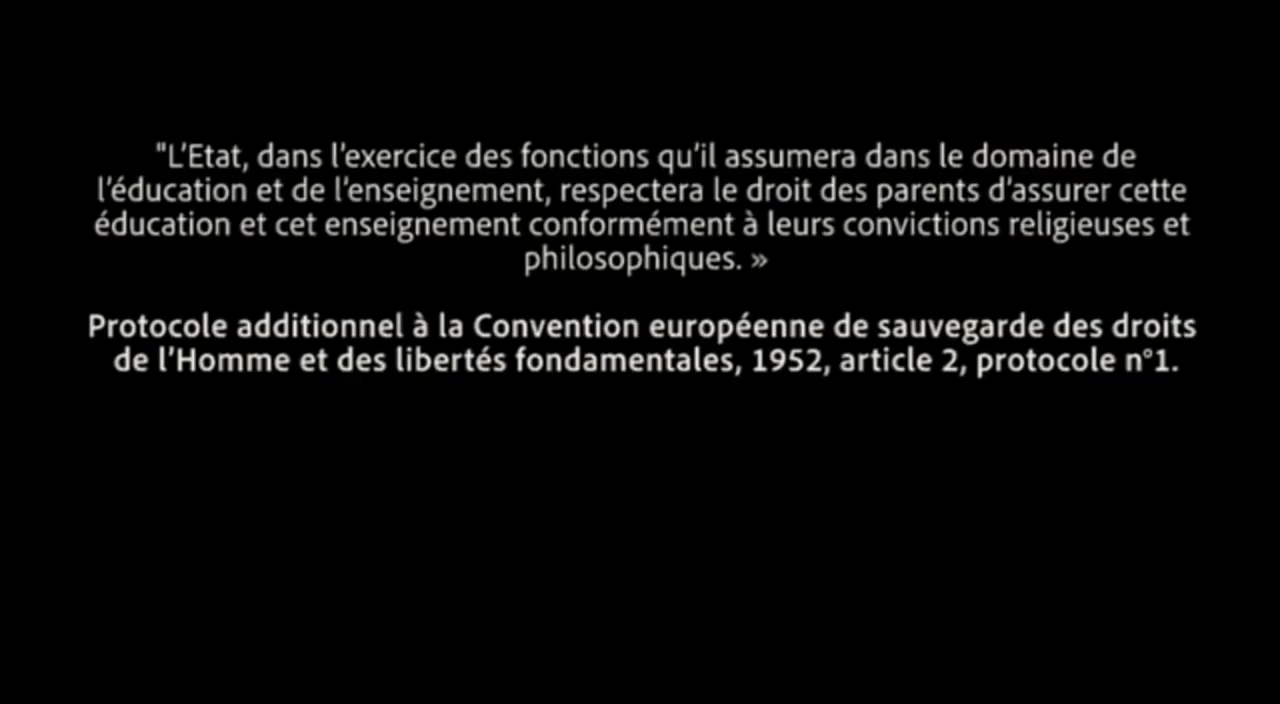 "L'Etat, dans l'exercice des fonctions qu'il assumera dans le domaine de
l'éducation et de l'enseignement, respectera le droit des parents d'assurer cette
éducation et cet enseignement conformément à leurs convictions religieuses et
philosophiques. »
Protocole additionnel à la Convention européenne de sauvegarde des droits
de l'Homme et des libertés fondamentales, 1952, article 2, protocole n°1.